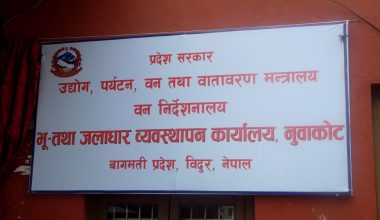 प्रदेश सरकार
उद्योग, पर्यटन, वन तथा वातावरण मन्त्रालय
वन निर्देशनालय
भू-तथा जलाधार व्यवस्थापन कार्यालय, नुवाकोट
बागमती प्रदेश, विदुर, नेपाल